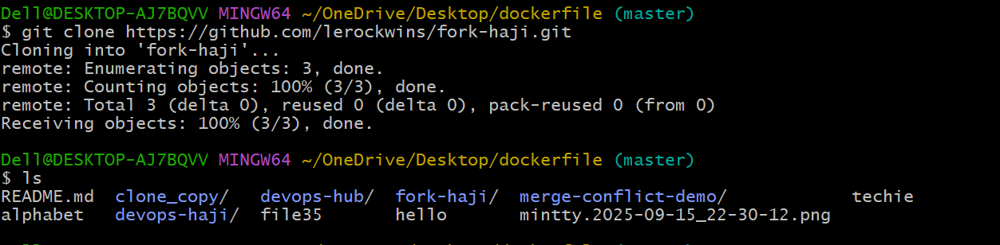 Dell@DESKTOP-AJ7BQVV MINGW64 ~/OneDrive/Desktop/dockerfile (master)
$ git clone https://github.com/lerockwins/fork-haji.git
Cloning into 'fork-haji'...
remote: Enumerating objects: 3, done.
remote: Counting objects: 100% (3/3), done.
remote: Total 3 (delta 0), reused 0 (delta 0), pack-reused 0 (from 0)
Receiving objects: 100% (3/3), done.
Dell@DESKTOP-AJ7BQVV MINGW64 ~/OneDrive/Desktop/dockerfile (master)
$ ls
README.md clone_copy/ devops-hub/ fork-haji/ merge-conflict-demo/ techie
alphabet devops-haji/ file35 hello mintty.2025-09-15_22-30-12.png